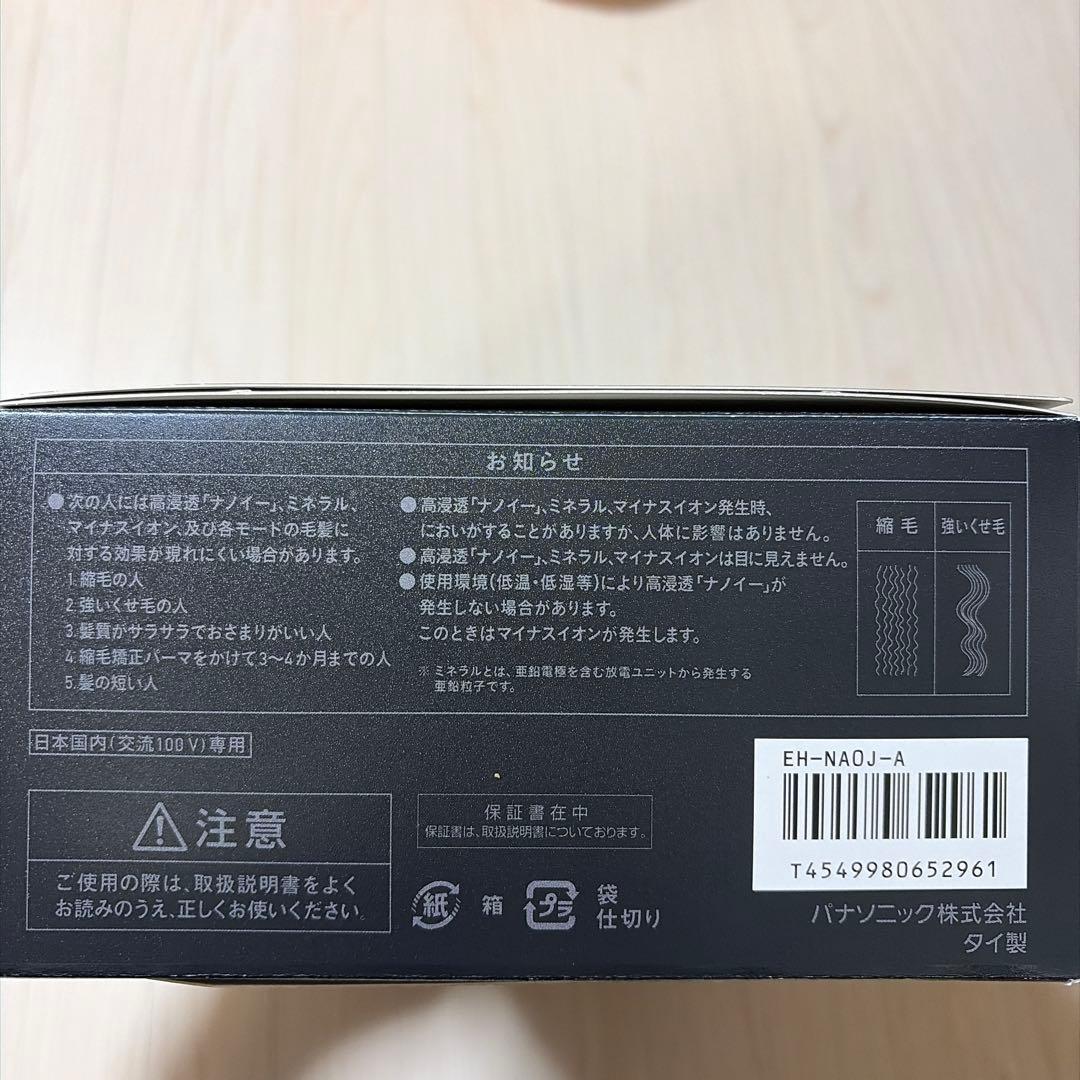 お知らせ
●次の人には高浸透「ナノイー」、ミネラル、
マイナスイオン、及び各モードの毛髪に
対する効果が現れにくい場合があります。
1.縮毛の人
2.強いくせ毛の人
3.髪質がサラサラでおさまりがいい人
4.縮毛矯正パーマをかけて3〜4か月までの人
5.髪の短い人
●高浸透「ナノイー」、ミネラル、マイナスイオン発生時、
においがすることがありますが、人体に影響はありません。
●高浸透「ナノイー」、ミネラル、マイナスイオンは目に見えません。
●使用環境(低温・低湿等)により高浸透「ナノイー」が
発生しない場合があります。
このときはマイナスイオンが発生します。
※ミネラルとは、亜鉛電極を含む放電ユニットから発生する
亜鉛粒子です。
縮毛
強いくせ毛
日本国内(交流100V)専用
注意
ご使用の際は、取扱説明書をよく
お読みのうえ、正しくお使いください。
保証書在中
保証書は、取扱説明書についております。
紙
箱
プラ
袋
仕切り
EH-NA0J-A
T4549980652961
パナソニック株式会社
タイ製